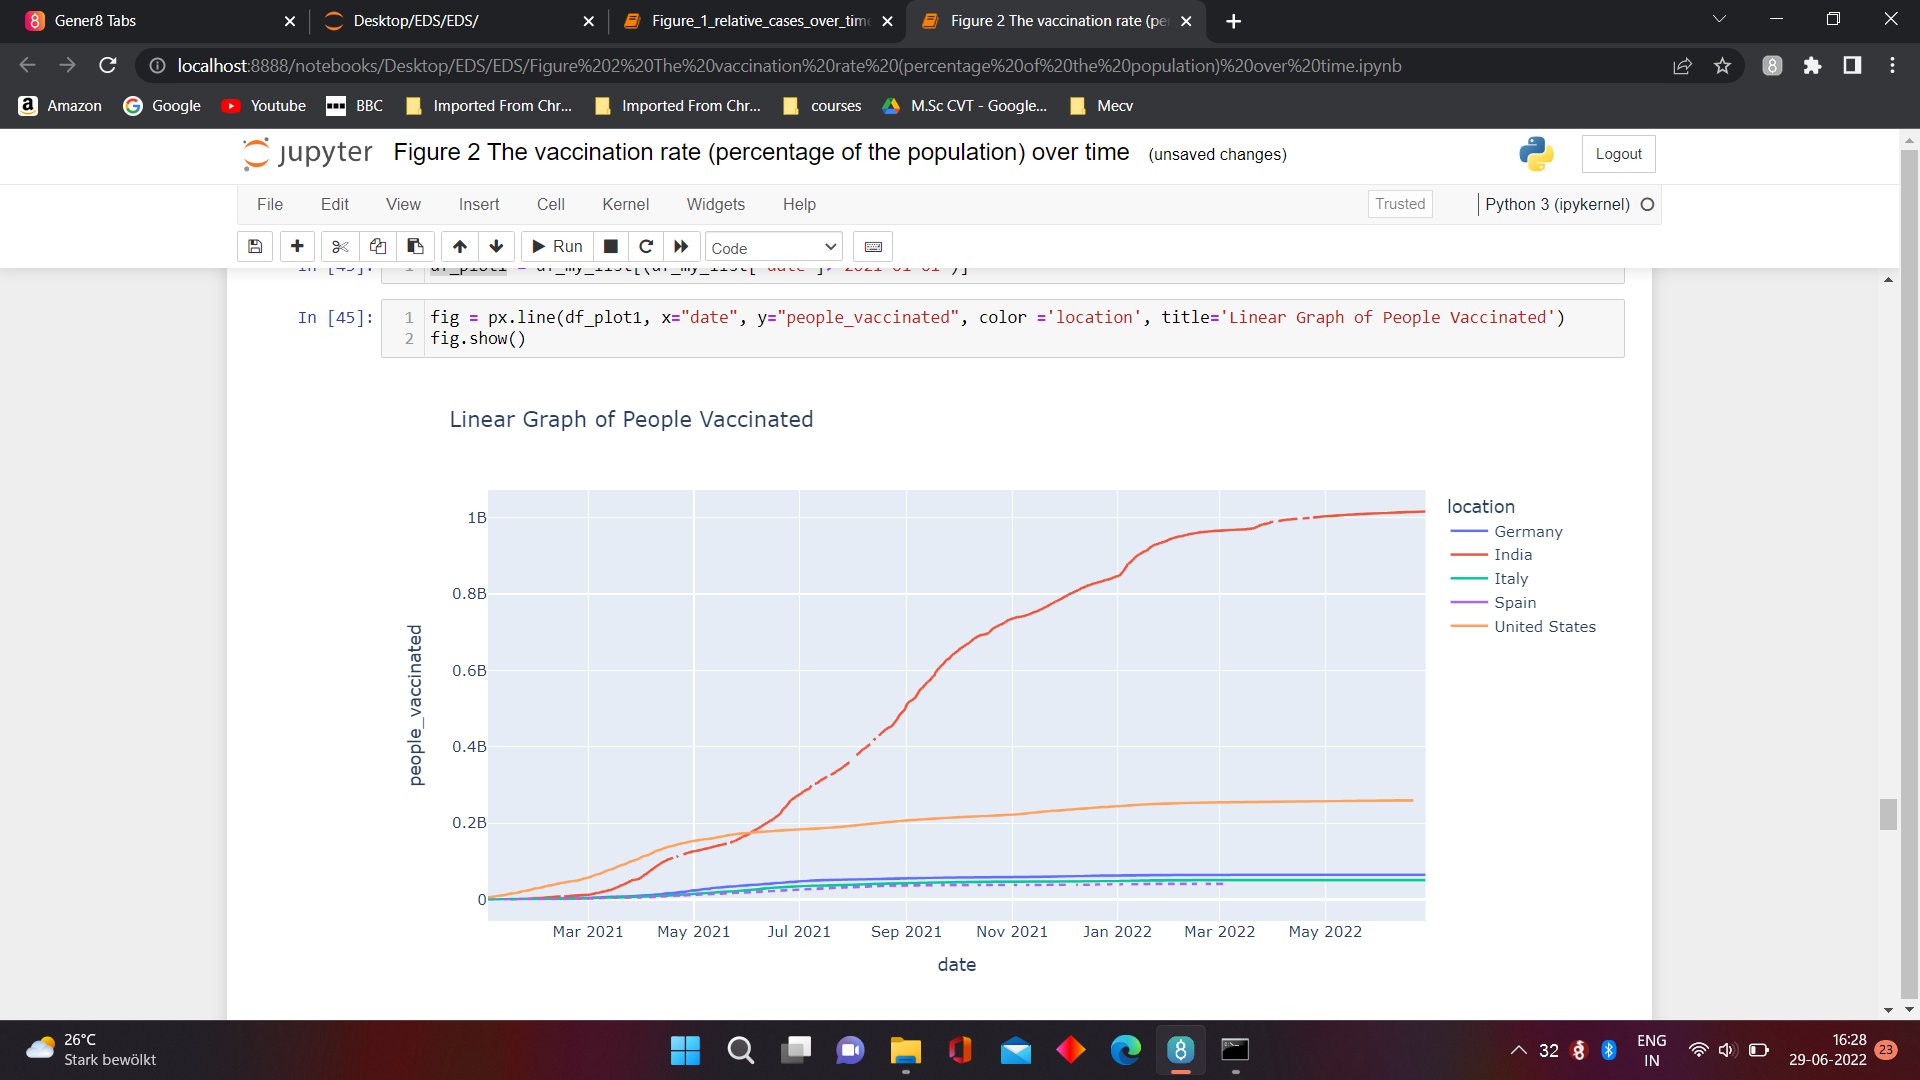 Gener8 Tabs
Desktop/EDS/EDS/
Figure_1_relative_cases_over_tim
Figure 2 The vaccination rate (pe
localhost:8888/notebooks/Desktop/EDS/EDS/Figure%202%20The%20vaccination%20rate%20(percentage%20of%20the%20population)%20over%20time.ipynb
Amazon
Google
Youtube
BBC
Imported From Chr...
Imported From Chr...
courses
M.Sc CVT - Google...
Mecv
jupyter
Figure 2 The vaccination rate (percentage of the population) over time
(unsaved changes)
Logout
File
Edit
View
Insert
Cell
Kernel
Widgets
Help
Trusted
Python 3 (ipykernel)
Run
Code
In [45]:
1 fig = px.line(df_plot1, x="date", y="people_vaccinated", color ='location', title='Linear Graph of People Vaccinated')
2 fig.show()
Linear Graph of People Vaccinated
1B
0.8B
0.6B
0.4B
0.2B
0
people_vaccinated
Mar 2021
May 2021
Jul 2021
Sep 2021
Nov 2021
Jan 2022
Mar 2022
May 2022
date
location
Germany
India
Italy
Spain
United States
26°C
Stark bewölkt
32
ENG
IN
16:28
29-06-2022
23